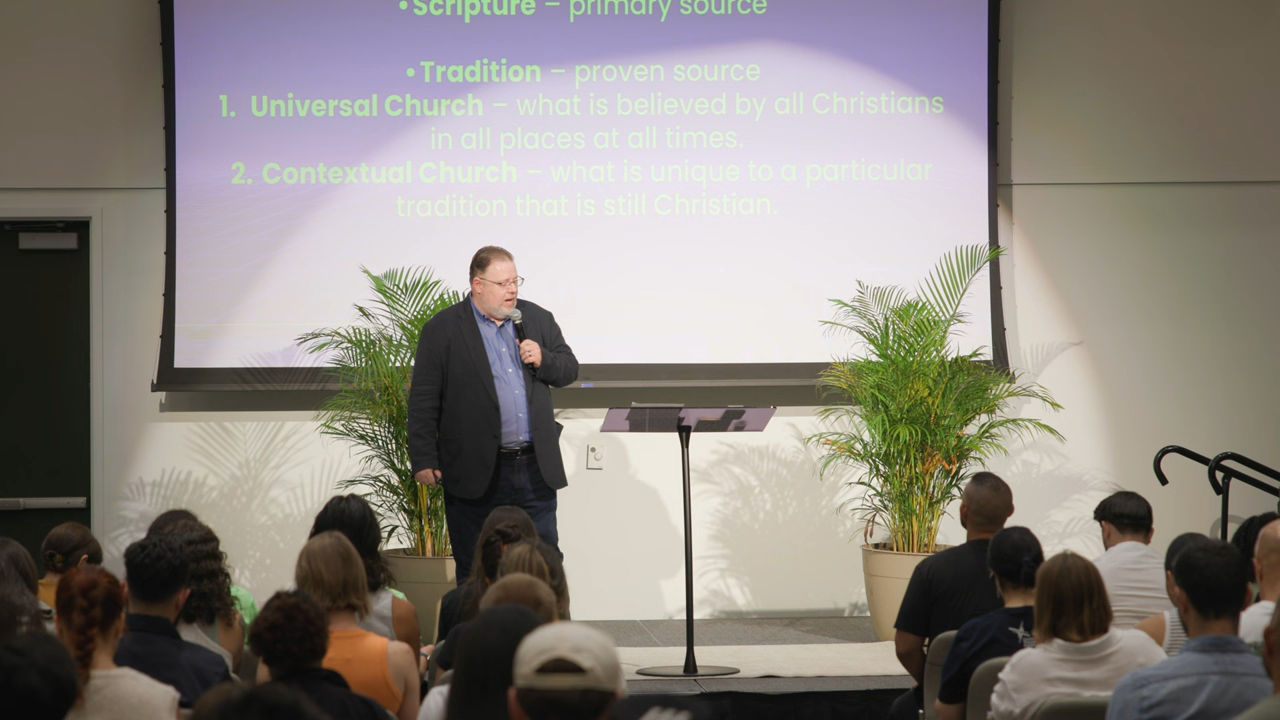 •Scripture – primary source
•Tradition – proven source
1. Universal Church – what is believed by all Christians
in all places at all times.
2. Contextual Church – what is unique to a particular
tradition that is still Christian.